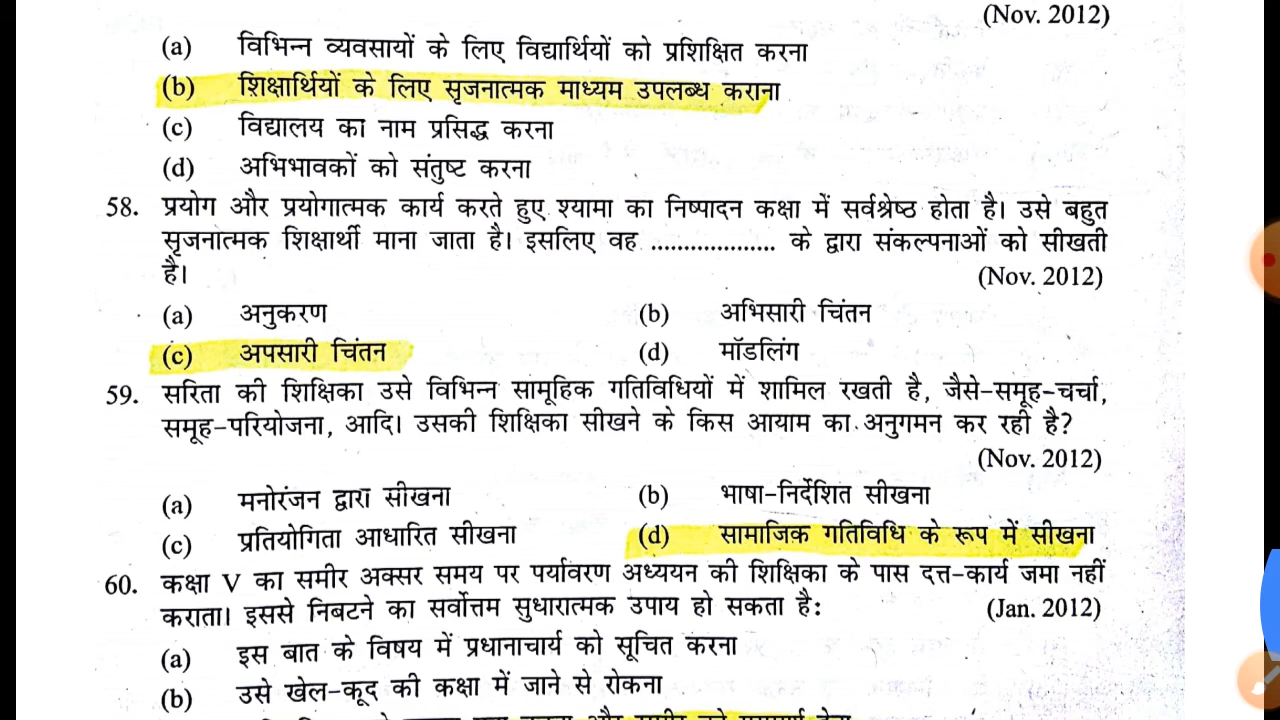 (Nov. 2012)
(a) विभिन्न व्यवसायों के लिए विद्यार्थियों को प्रशिक्षित करना
(b) शिक्षार्थियों के लिए सृजनात्मक माध्यम उपलब्ध कराना
(c) विद्यालय का नाम प्रसिद्ध करना
(d) अभिभावकों को संतुष्ट करना
58. प्रयोग और प्रयोगात्मक कार्य करते हुए श्यामा का निष्पादन कक्षा में सर्वश्रेष्ठ होता है। उसे बहुत
सृजनात्मक शिक्षार्थी माना जाता है। इसलिए वह ................... के द्वारा संकल्पनाओं को सीखती
है। (Nov. 2012)
(a) अनुकरण (b) अभिसारी चिंतन
(c) अपसारी चिंतन (d) मॉडलिंग
59. सरिता की शिक्षिका उसे विभिन्न सामूहिक गतिविधियों में शामिल रखती है, जैसे-समूह-चर्चा,
समूह-परियोजना, आदि। उसकी शिक्षिका सीखने के किस आयाम का अनुगमन कर रही है?
(Nov. 2012)
(a) मनोरंजन द्वारा सीखना (b) भाषा-निर्देशित सीखना
(c) प्रतियोगिता आधारित सीखना (d) सामाजिक गतिविधि के रूप में सीखना
60. कक्षा V का समीर अक्सर समय पर पर्यावरण अध्ययन की शिक्षिका के पास दत्त-कार्य जमा नहीं
कराता। इससे निबटने का सर्वोत्तम सुधारात्मक उपाय हो सकता है: (Jan. 2012)
(a) इस बात के विषय में प्रधानाचार्य को सूचित करना
(b) उसे खेल-कूद की कक्षा में जाने से रोकना